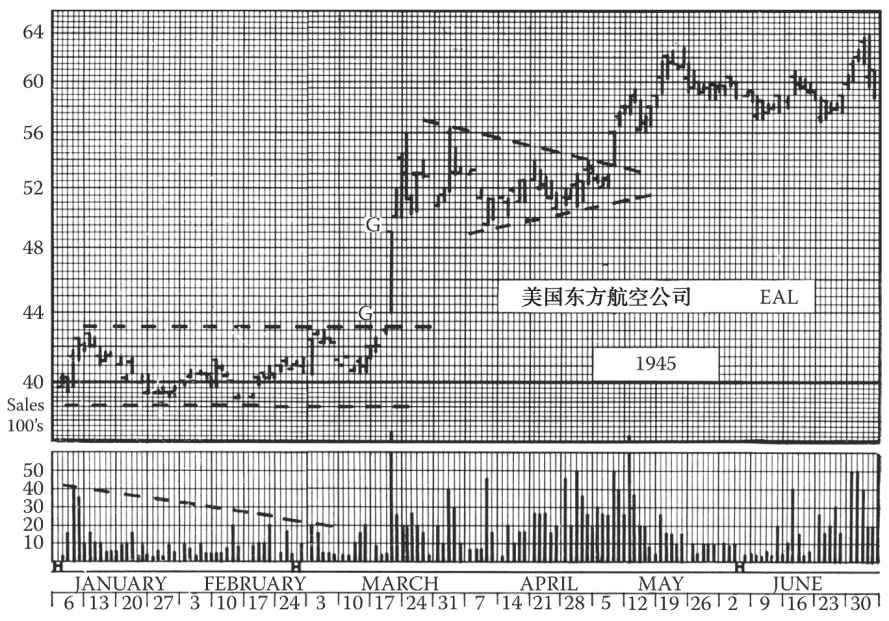 64
60
56
52
G
48
美国东方航空公司 EAL
G
44
1945
40
Sales
100's
50
40
30
20
10
H H H
JANUARY FEBRUARY MARCH APRIL MAY JUNE
6 13 20 27 3 10 17 24 3 10 17 24 31 7 14 21 28 5 12 19 26 2 9 16 23 30